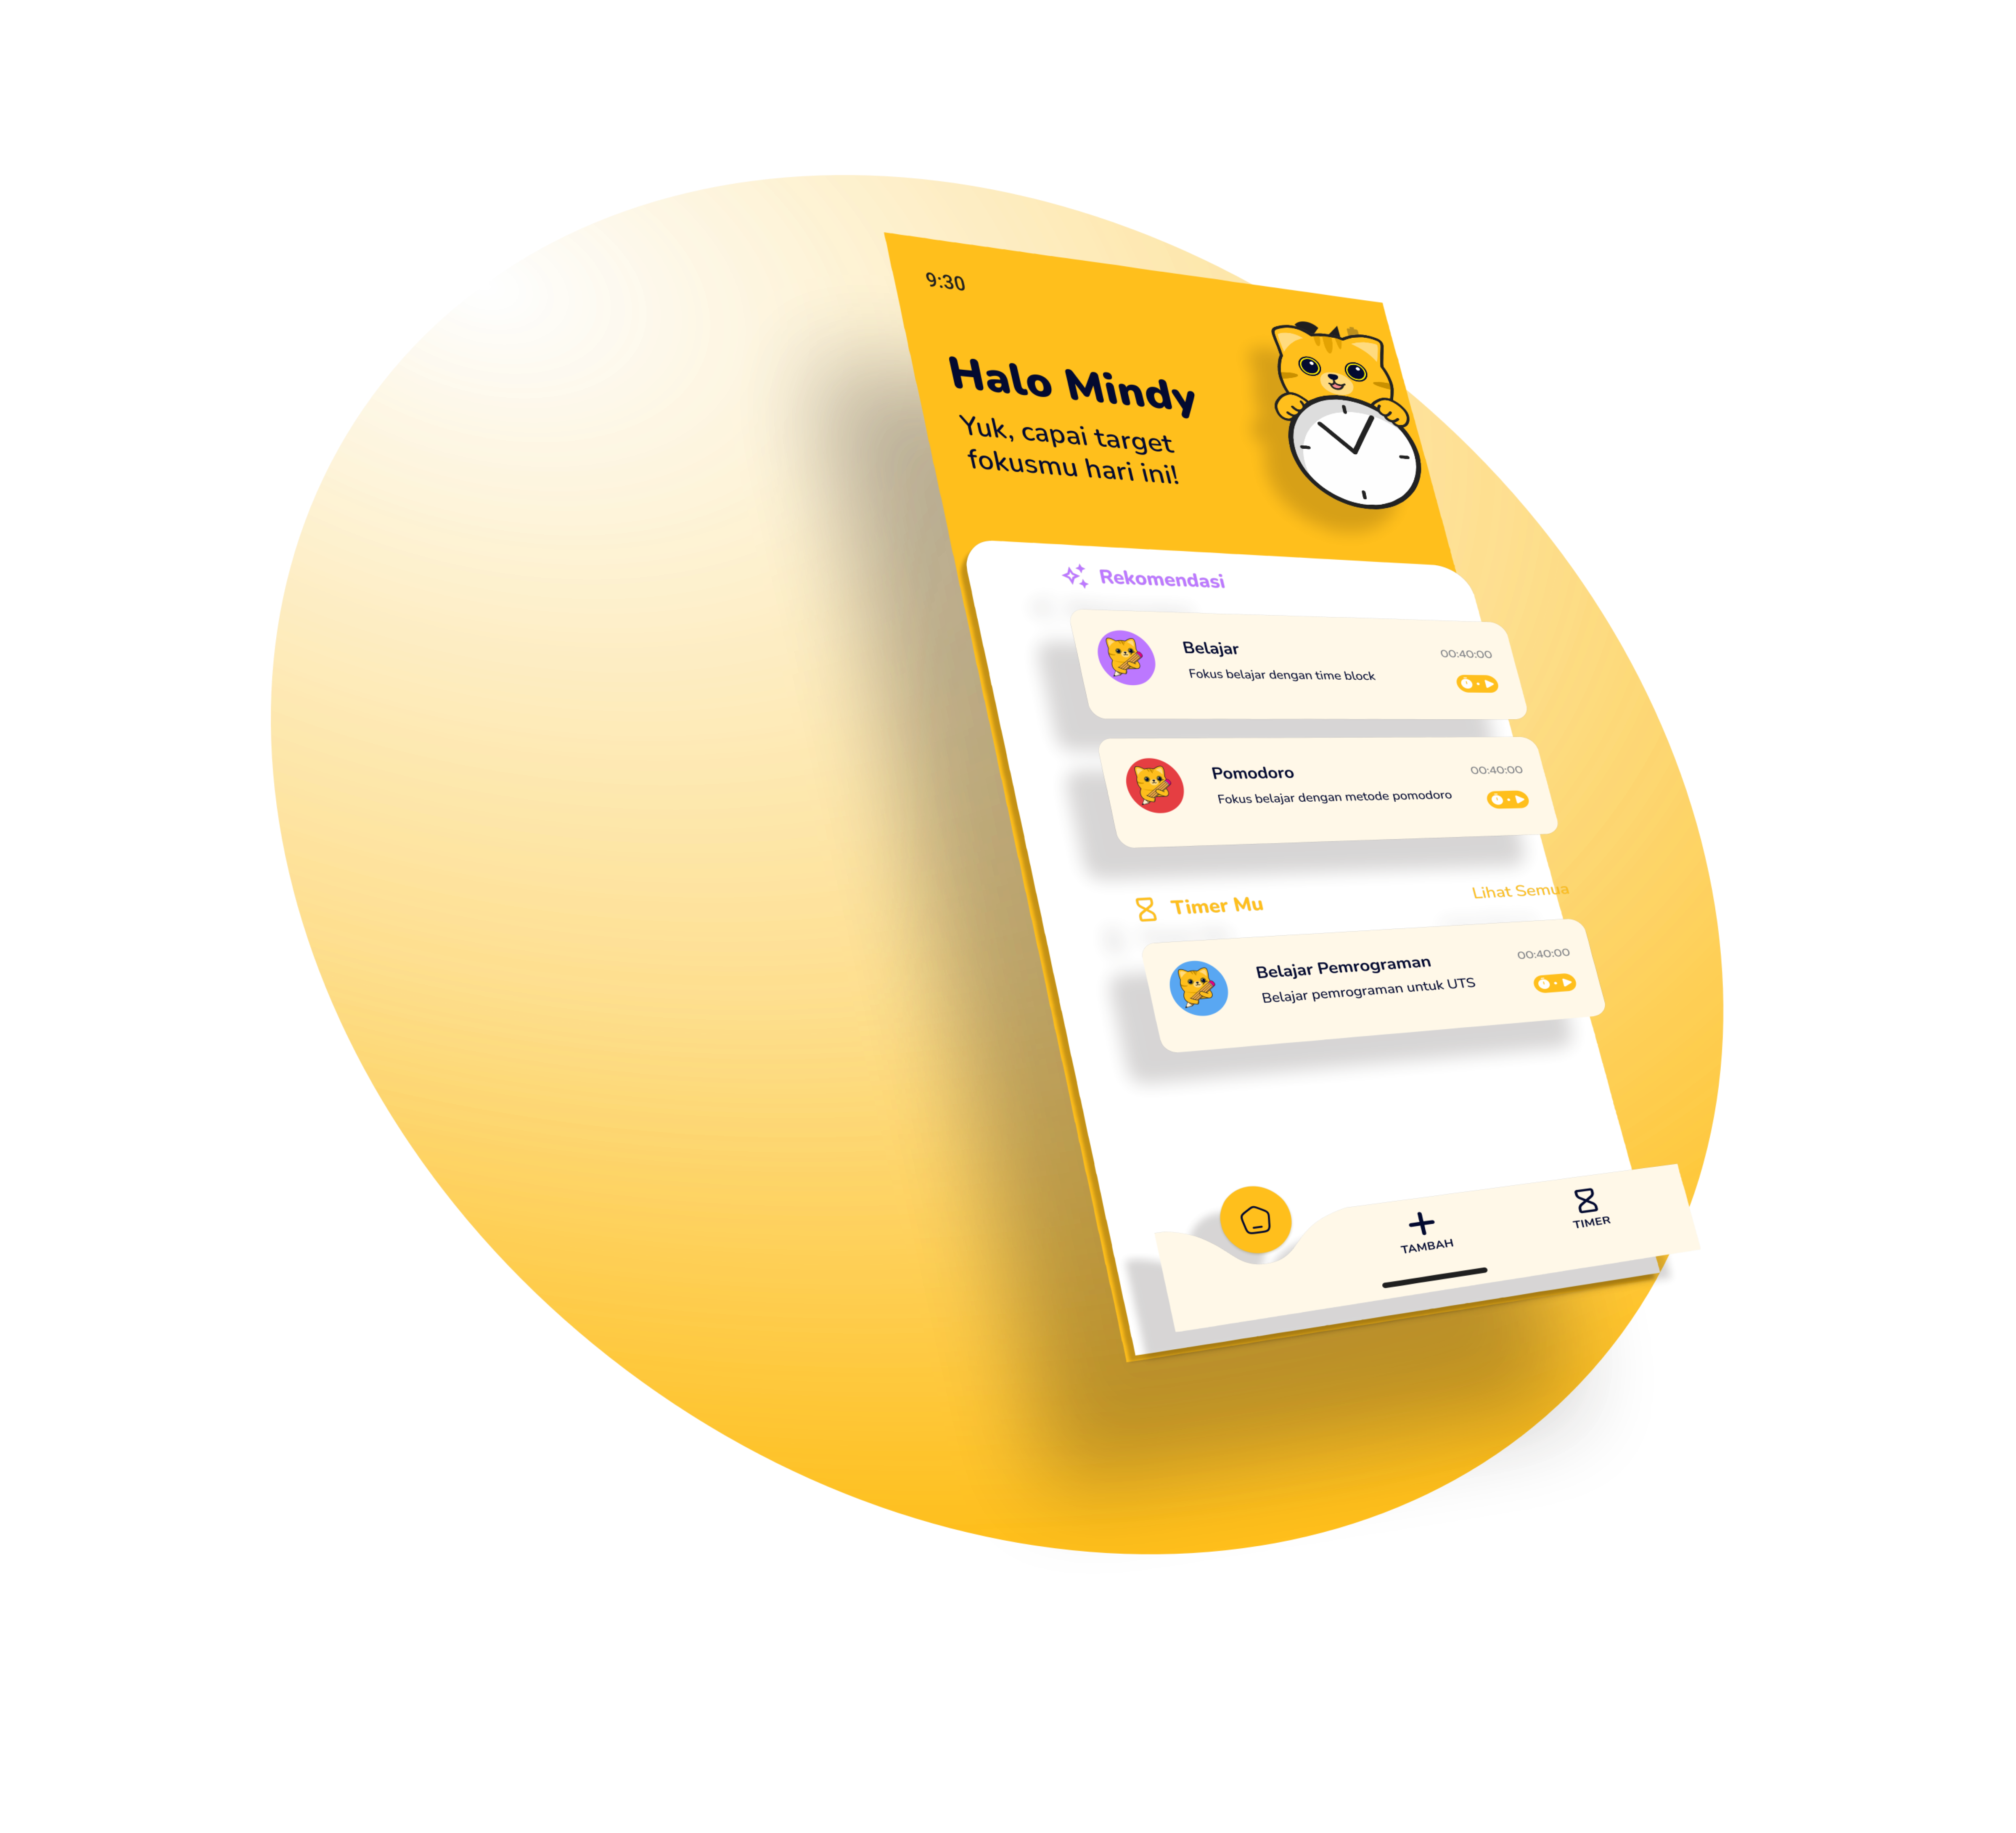 9:30
Halo Mindy
Yuk, capai target
fokusmu hari ini!
Rekomendasi
Belajar
00:40:00
Fokus belajar dengan time block
Pomodoro
00:40:00
Fokus belajar dengan metode pomodoro
Timer Mu
Lihat Semua
Belajar Pemrograman
00:40:00
Belajar pemrograman untuk UTS
TAMBAH
TIMER